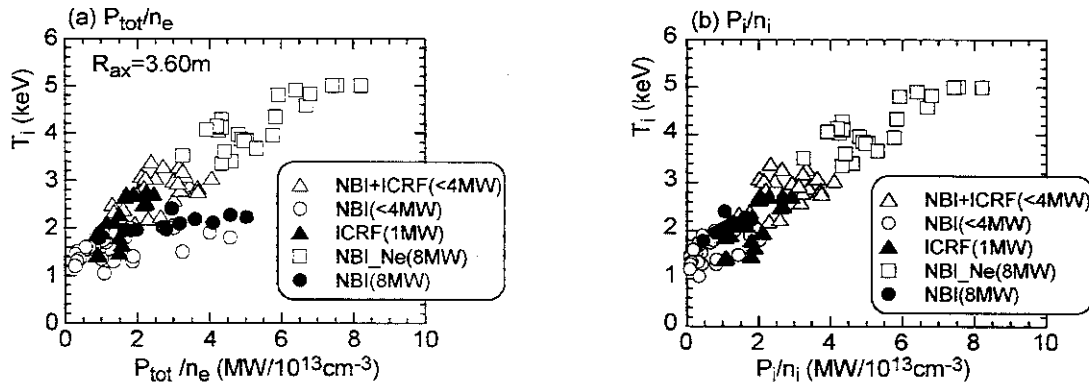 (a) P_tot/n_e
R_ax=3.60m
T_i (keV)
6
5
4
3
2
1
0
△ NBI+ICRF(<4MW)
○ NBI(<4MW)
▲ ICRF(1MW)
□ NBI_Ne(8MW)
● NBI(8MW)
0 2 4 6 8 10
P_tot /n_e (MW/10^13cm^-3)
(b) P_i/n_i
T_i (keV)
6
5
4
3
2
1
0
△ NBI+ICRF(<4MW)
○ NBI(<4MW)
▲ ICRF(1MW)
□ NBI_Ne(8MW)
● NBI(8MW)
0 2 4 6 8 10
P_i/n_i (MW/10^13cm^-3)